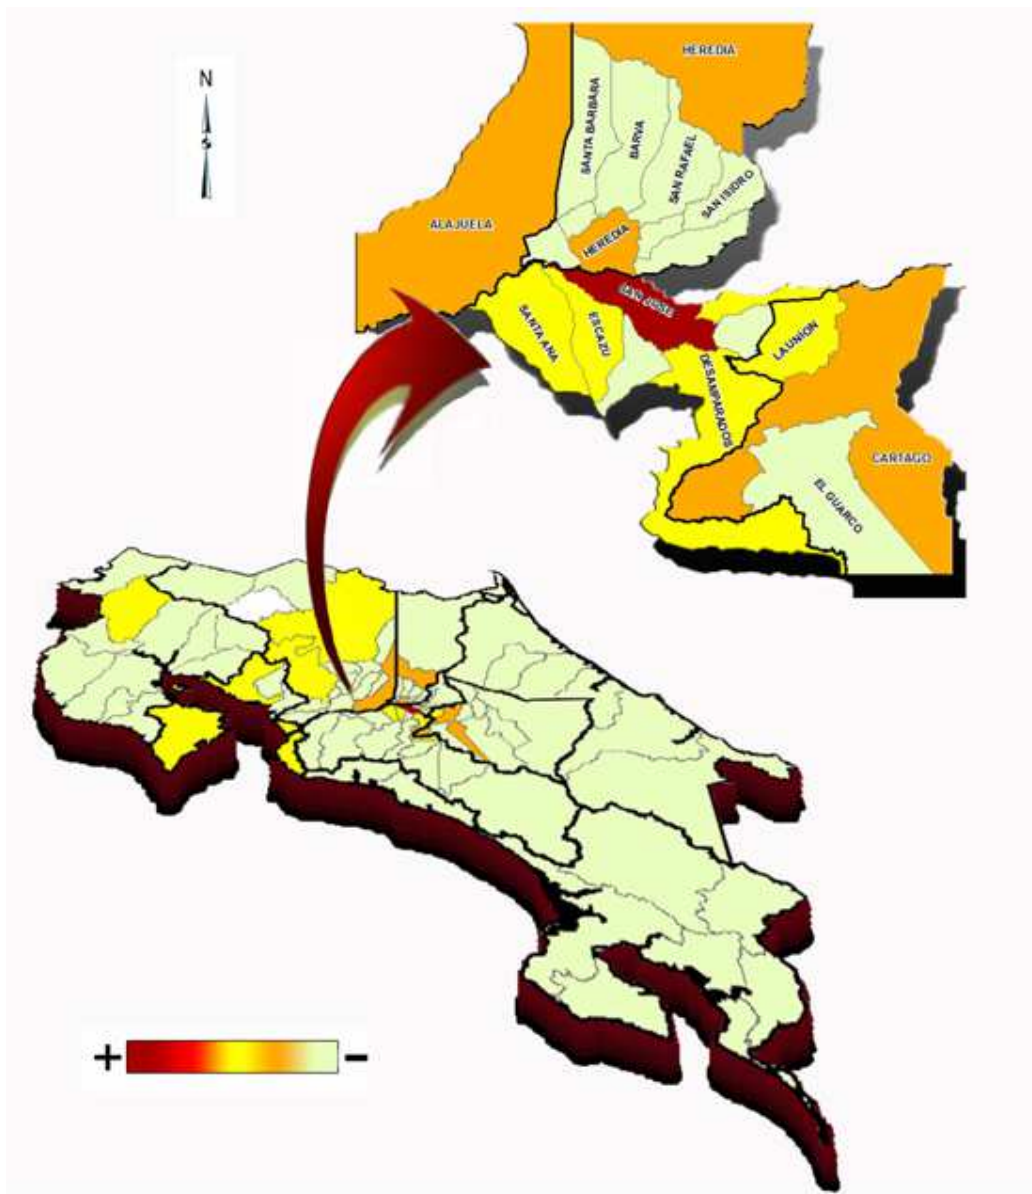 N
HEREDIA
SANTA BARBARA
BARVA
SAN RAFAEL
SAN ISIDRO
ALAJUELA
HEREDIA
SAN JOSE
SANTA ANA
ESCAZU
LA UNION
DESAMPARADOS
CARTAGO
EL GUARCO
+ -